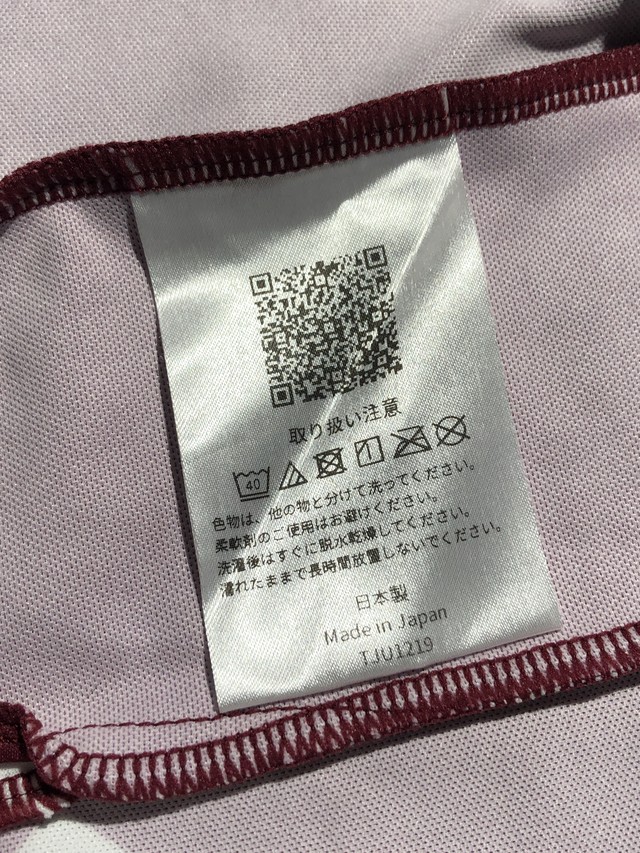 取り扱い注意
40
色物は、他の物と分けて洗ってください。
柔軟剤のご使用はお避けください。
洗濯後はすぐに脱水乾燥してください。
濡れたままで長時間放置しないでください。
日本製
Made in Japan
TJU1219